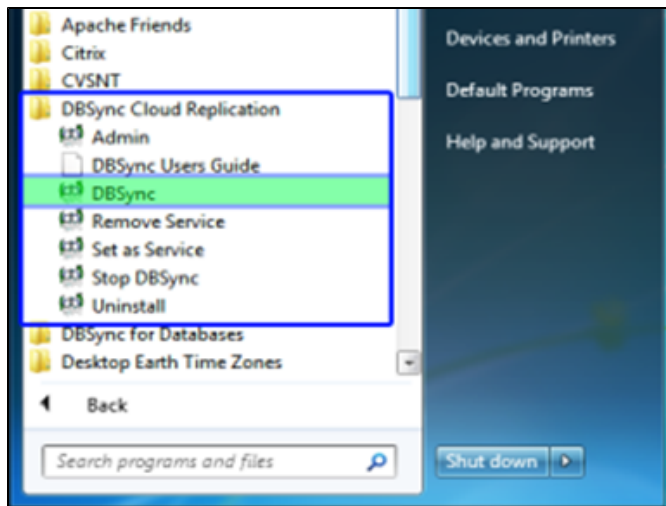 Apache Friends
Citrix
CVSNT
DBSync Cloud Replication
Admin
DBSync Users Guide
DBSync
Remove Service
Set as Service
Stop DBSync
Uninstall
DBSync for Databases
Desktop Earth Time Zones
Back
Search programs and files
Devices and Printers
Default Programs
Help and Support
Shut down